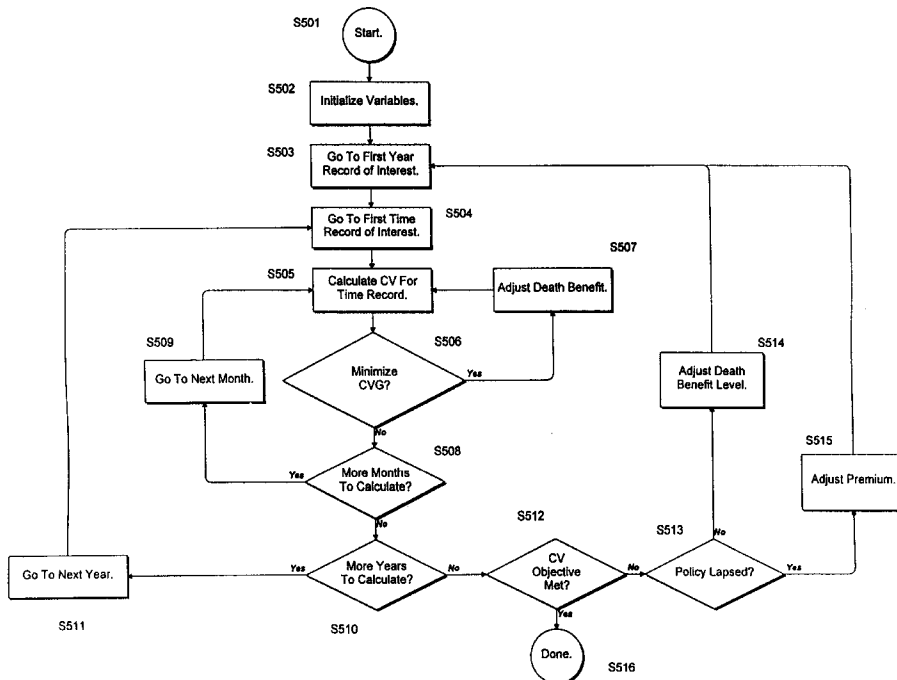 S501
Start.
S502
Initialize Variables.
S503
Go To First Year
Record of Interest.
Go To First Time
Record of Interest.
S504
S505
Calculate CV For
Time Record.
S507
Adjust Death Benefit.
S506
Minimize
CVG?
Yes
No
S509
Go To Next Month.
S508
More Months
To Calculate?
Yes
No
S514
Adjust Death
Benefit Level.
S515
Adjust Premium.
S511
Go To Next Year.
S510
More Years
To Calculate?
Yes
No
S512
CV
Objective
Met?
No
Yes
S513
Policy Lapsed?
No
Yes
Done.
S516